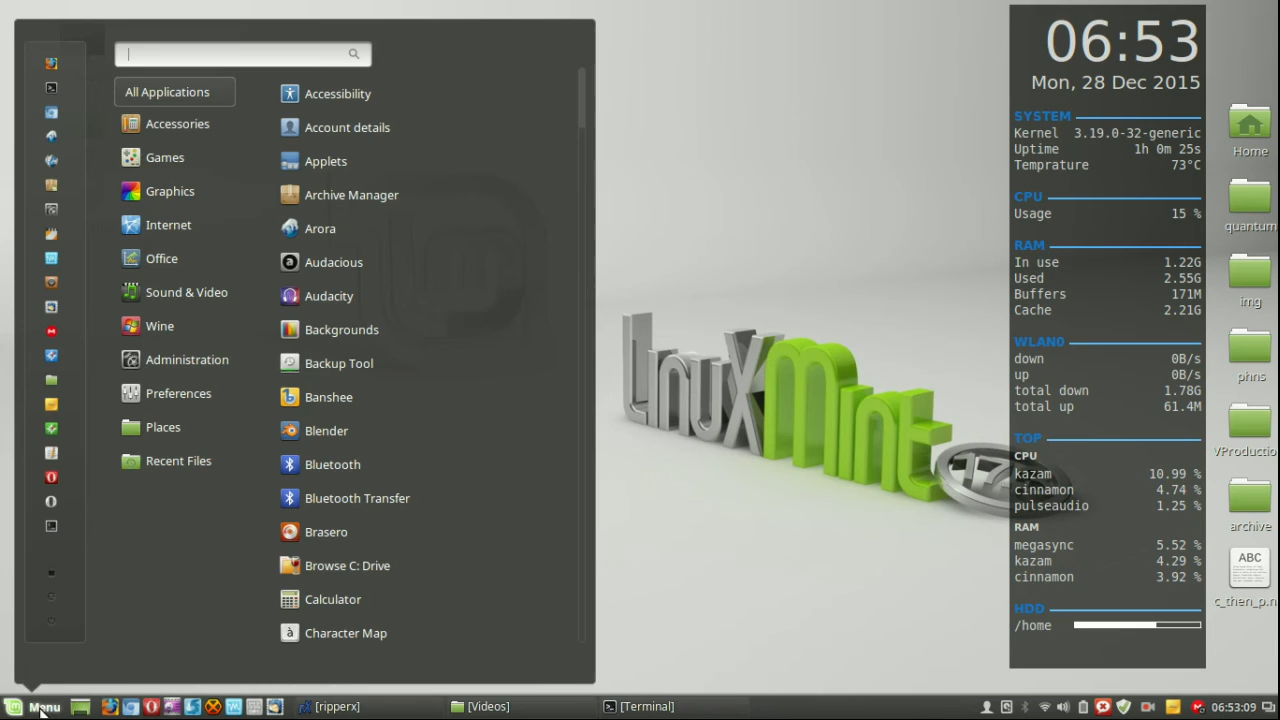 All Applications
Accessories
Games
Graphics
Internet
Office
Sound & Video
Wine
Administration
Preferences
Places
Recent Files
Accessibility
Account details
Applets
Archive Manager
Arora
Audacious
Audacity
Backgrounds
Backup Tool
Banshee
Blender
Bluetooth
Bluetooth Transfer
Brasero
Browse C: Drive
Calculator
Character Map
LinuxMint
17
06:53
Mon, 28 Dec 2015
SYSTEM
Kernel 3.19.0-32-generic
Uptime 1h 0m 25s
Temprature 73°C
CPU
Usage 15 %
RAM
In use 1.22G
Used 2.55G
Buffers 171M
Cache 2.21G
WLAN0
down 0B/s
up 0B/s
total down 1.78G
total up 61.4M
TOP
CPU
kazam 10.99 %
cinnamon 4.74 %
pulseaudio 1.25 %
RAM
megasync 5.52 %
kazam 4.29 %
cinnamon 3.92 %
HDD
/home
Home
quantum
img
phns
VProductio
archive
ABC
c_then_p.n
Menu
[ripperx]
[Videos]
[Terminal]
06:53:09